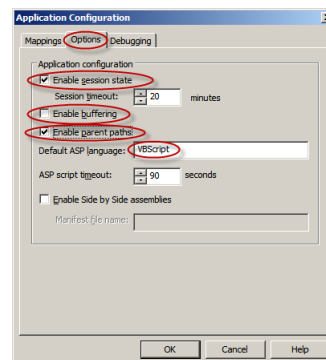 Application Configuration
Mappings Options Debugging
Application configuration
Enable session state
Session timeout: 20 minutes
Enable buffering
Enable parent paths
Default ASP language: VBScript
ASP script timeout: 90 seconds
Enable Side by Side assemblies
Manifest file name:
OK Cancel Help